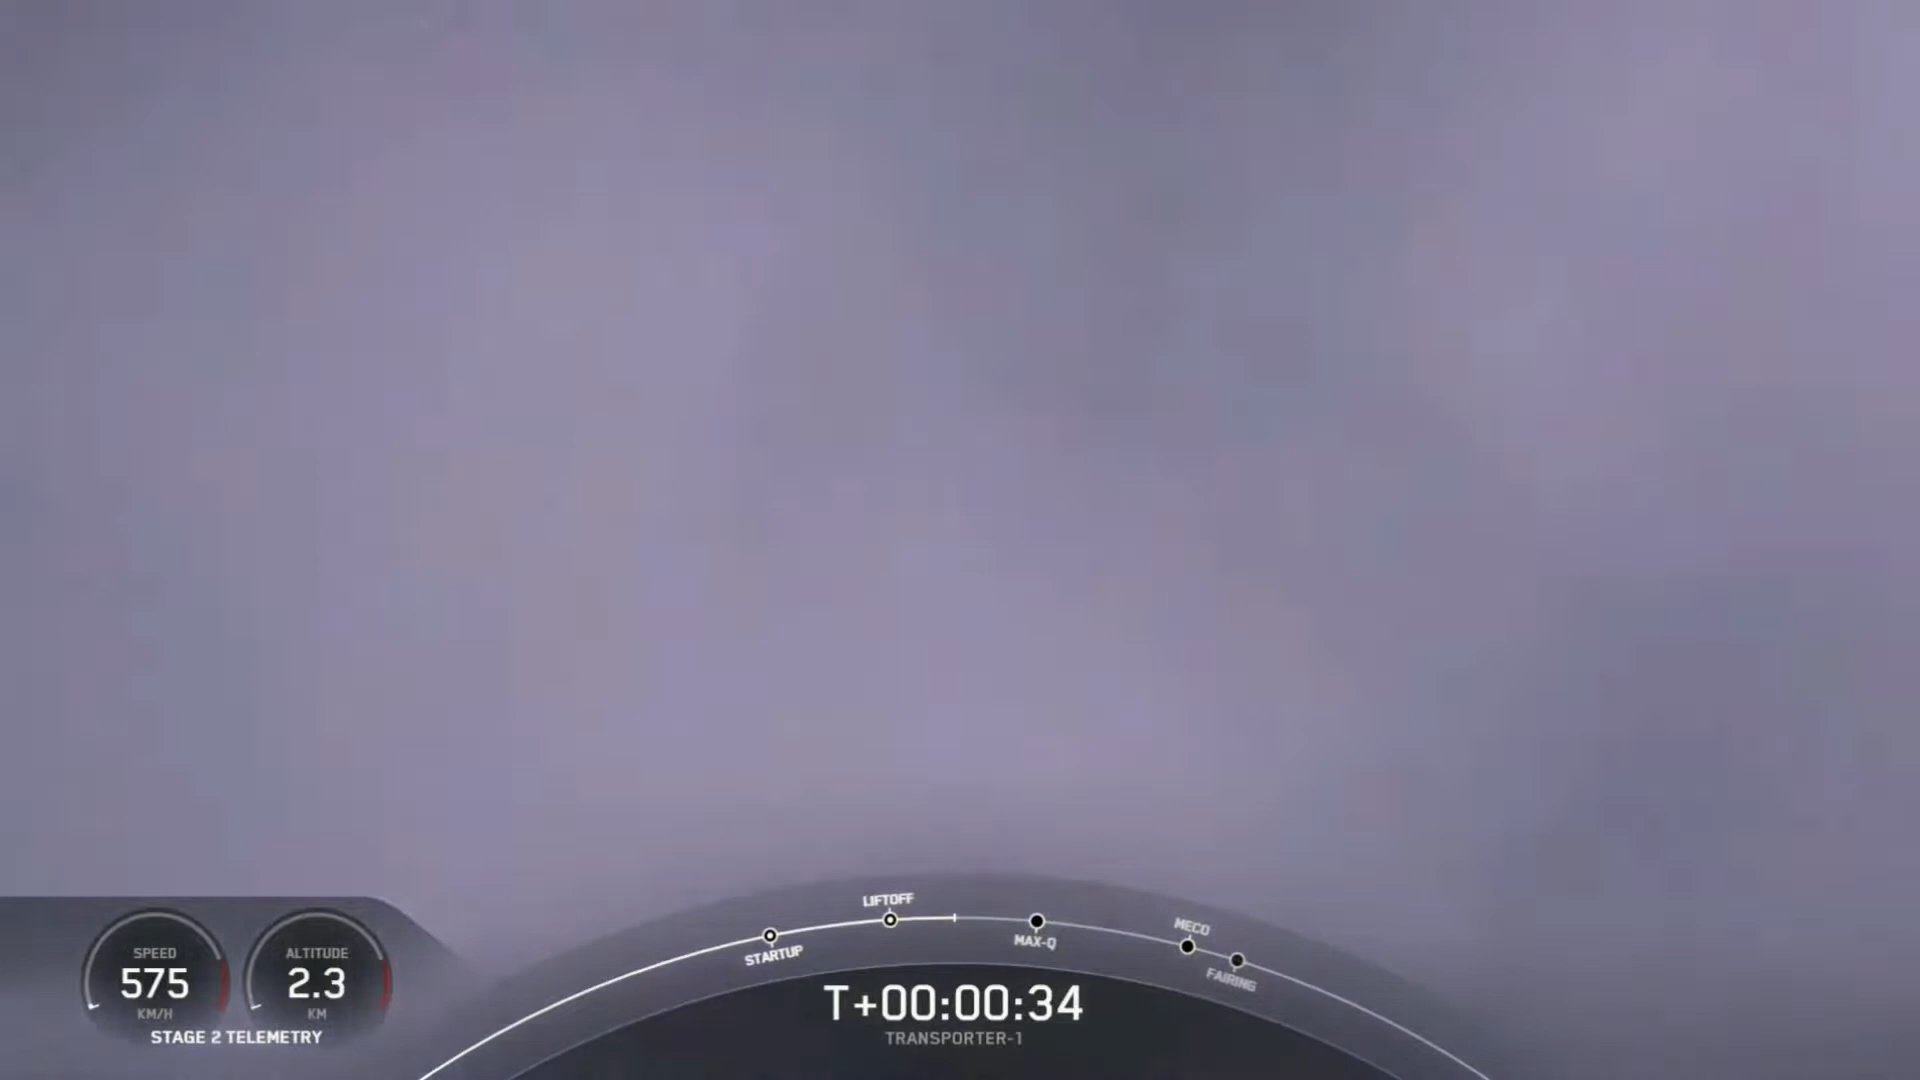 LIFTOFF
STARTUP
MAX-Q
MECO
FAIRING
SPEED
575
KM/H
ALTITUDE
2.3
KM
STAGE 2 TELEMETRY
T+00:00:34
TRANSPORTER-1